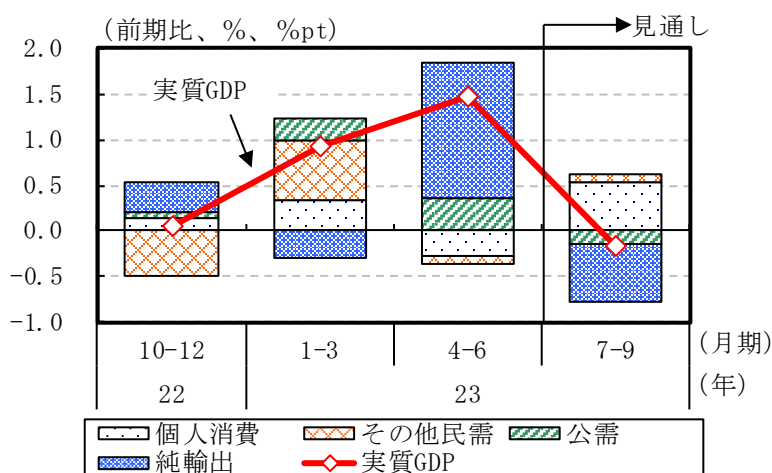 (前期比、%、%pt)
見通し
2.0
1.5
1.0
0.5
0.0
-0.5
-1.0
実質GDP
10-12 1-3 4-6 7-9 (月期)
22 23 (年)
個人消費 その他民需 公需
純輸出 実質GDP